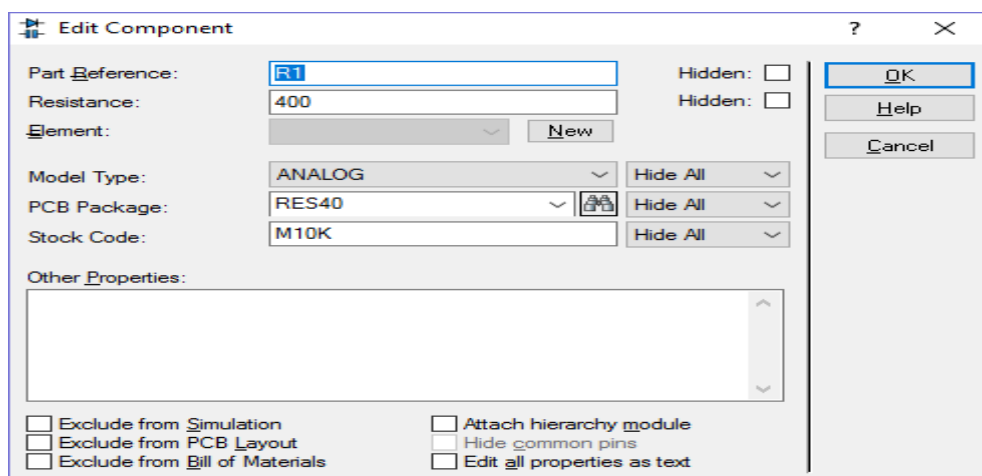 Edit Component ? ×
Part Reference: R1 Hidden:
Resistance: 400 Hidden:
Element: New
Model Type: ANALOG Hide All
PCB Package: RES40 Hide All
Stock Code: M10K Hide All
Other Properties:
Exclude from Simulation Attach hierarchy module
Exclude from PCB Layout Hide common pins
Exclude from Bill of Materials Edit all properties as text
OK
Help
Cancel